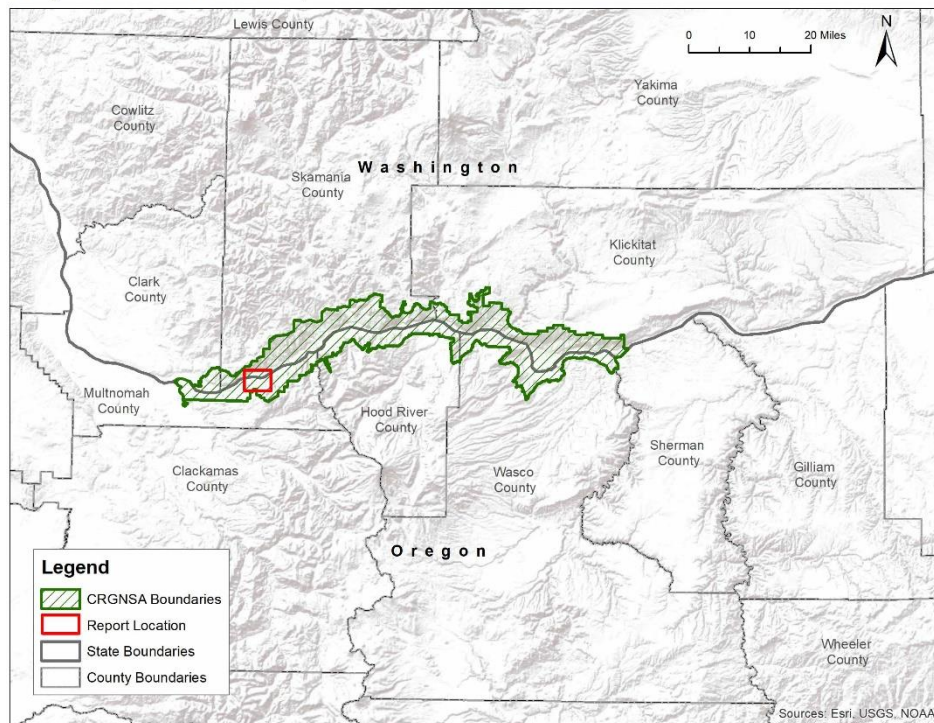 Lewis County
N
0 10 20 Miles
Yakima
County
Cowlitz
County
Washington
Skamania
County
Klickitat
County
Clark
County
Multnomah
County
Hood River
County
Clackamas
County
Wasco
County
Sherman
County
Gilliam
County
Oregon
Legend
CRGNSA Boundaries
Report Location
State Boundaries
County Boundaries
Wheeler
County
Sources: Esri, USGS, NOAA